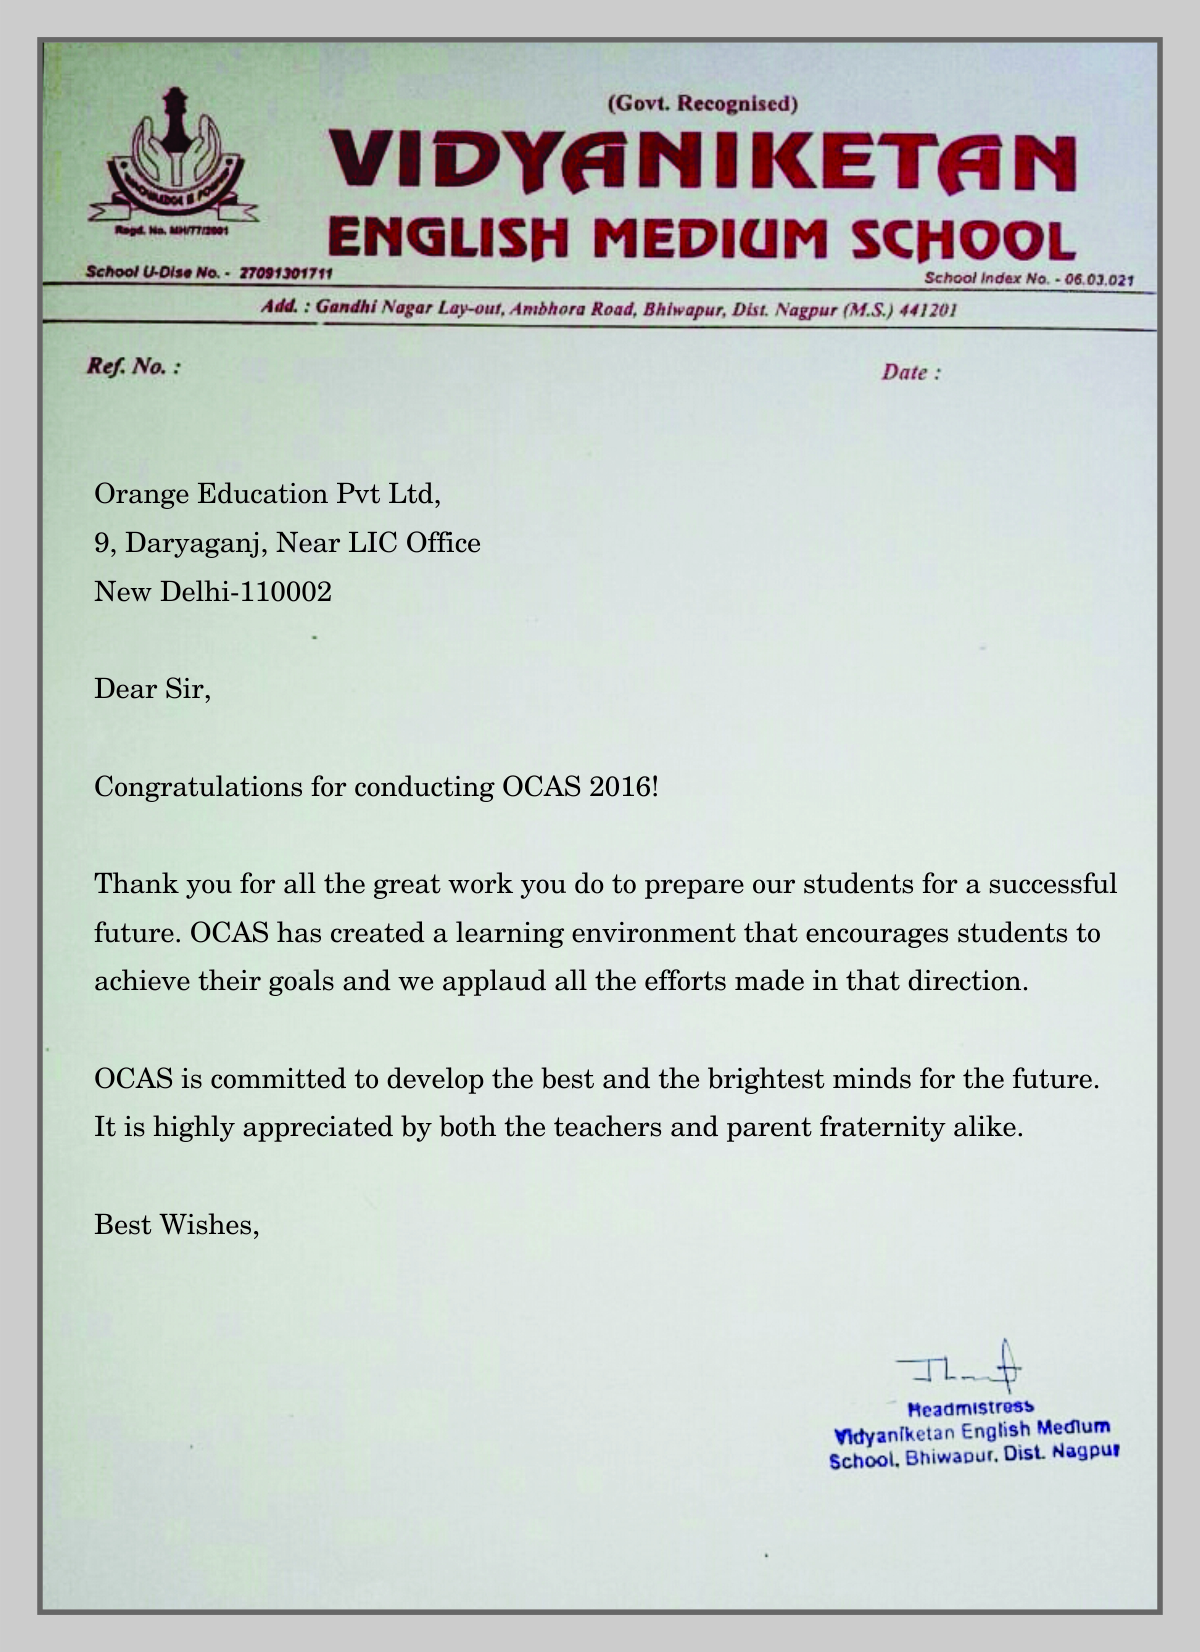 (Govt. Recognised)
VIDYANIKETAN
ENGLISH MEDIUM SCHOOL
KNOWLEDGE IS POWER
Regd. No. MH/77/2001
School U-Dise No. - 27091301711
School Index No. - 06.03.021
Add. : Gandhi Nagar Lay-out, Ambhora Road, Bhiwapur, Dist. Nagpur (M.S.) 441201
Ref. No. :
Date :
Orange Education Pvt Ltd,
9, Daryaganj, Near LIC Office
New Delhi-110002
Dear Sir,
Congratulations for conducting OCAS 2016!
Thank you for all the great work you do to prepare our students for a successful
future. OCAS has created a learning environment that encourages students to
achieve their goals and we applaud all the efforts made in that direction.
OCAS is committed to develop the best and the brightest minds for the future.
It is highly appreciated by both the teachers and parent fraternity alike.
Best Wishes,
Headmistress
Vidyaniketan English Medium
School, Bhiwapur, Dist. Nagpur